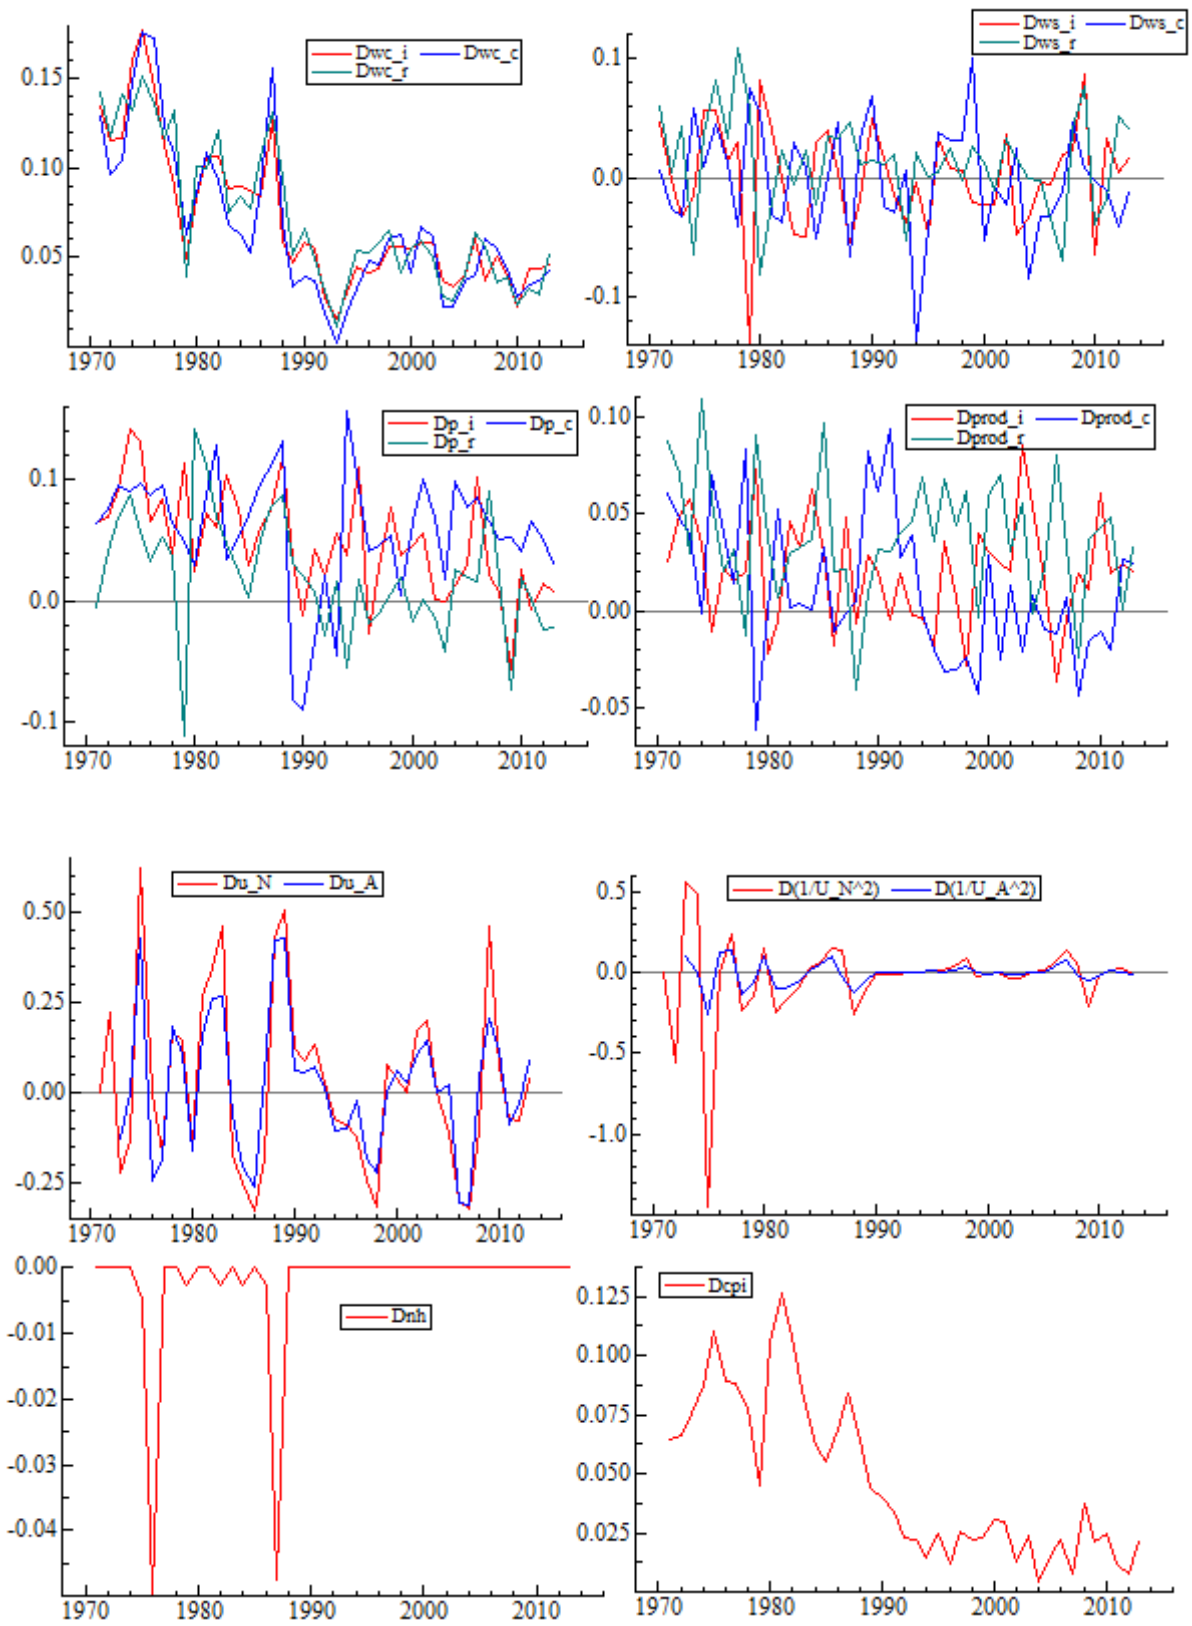 Dwc_i Dwc_c
Dwc_r
0.15
0.10
0.05
1970 1980 1990 2000 2010
Dws_i Dws_c
Dws_r
0.1
0.0
-0.1
1970 1980 1990 2000 2010
Dp_i Dp_c
Dp_r
0.1
0.0
-0.1
1970 1980 1990 2000 2010
Dprod_i Dprod_c
Dprod_r
0.10
0.05
0.00
-0.05
1970 1980 1990 2000 2010
Du_N Du_A
0.50
0.25
0.00
-0.25
1970 1980 1990 2000 2010
D(1/U_N^2) D(1/U_A^2)
0.5
0.0
-0.5
-1.0
1970 1980 1990 2000 2010
0.00
Dnh
-0.01
-0.02
-0.03
-0.04
1970 1980 1990 2000 2010
Dcpi
0.125
0.100
0.075
0.050
0.025
1970 1980 1990 2000 2010